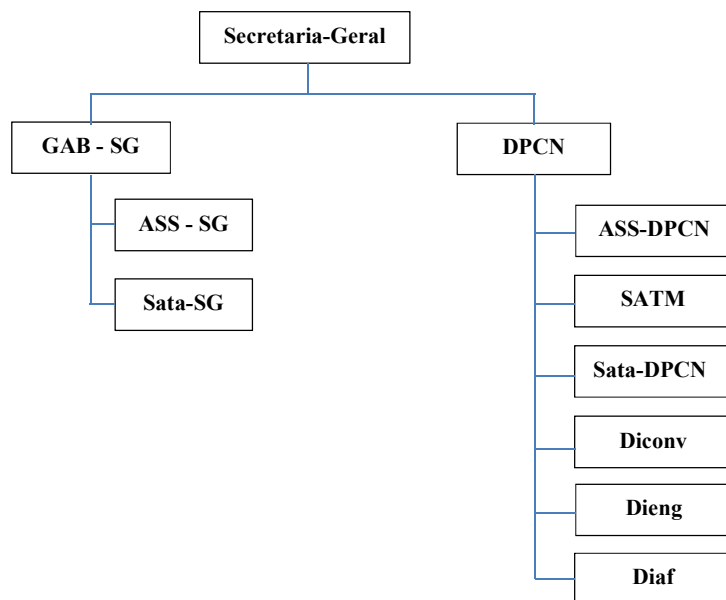 Secretaria-Geral
GAB - SG
DPCN
ASS - SG
Sata-SG
ASS-DPCN
SATM
Sata-DPCN
Diconv
Dieng
Diaf